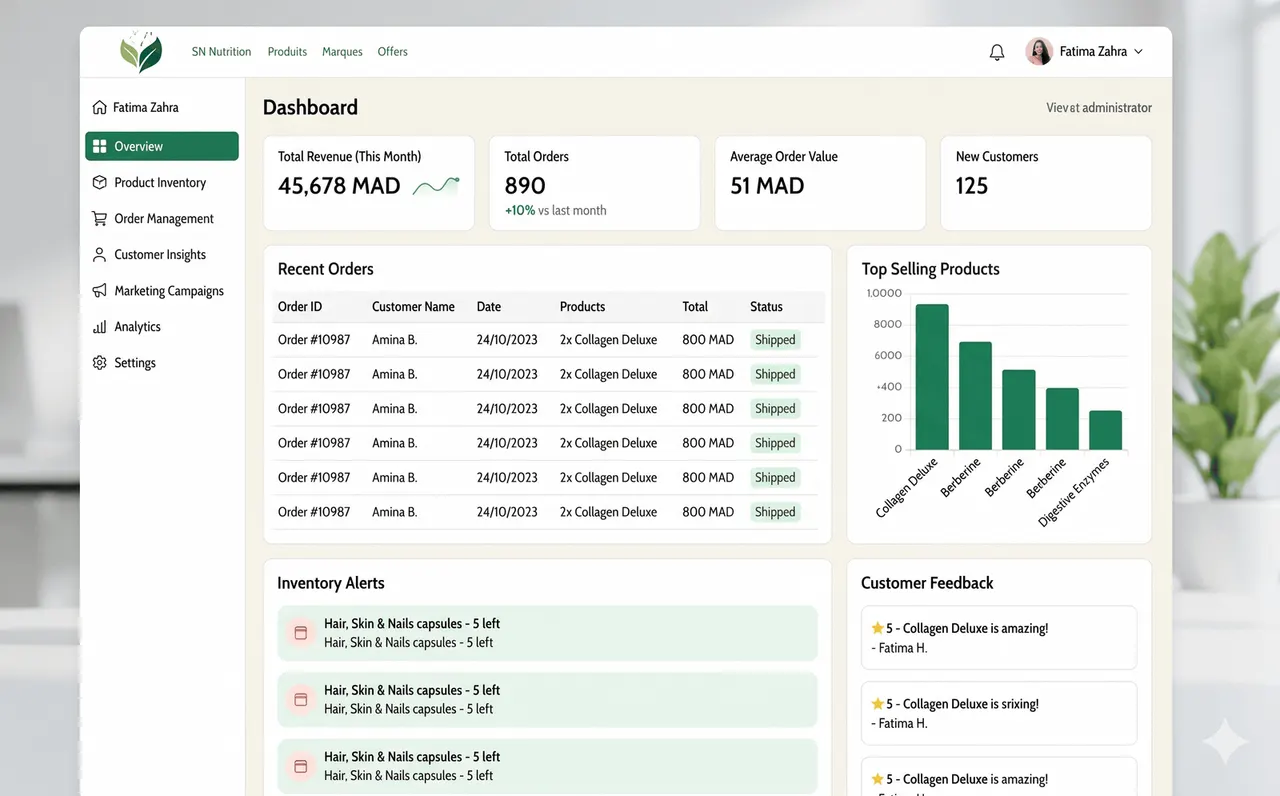 SN Nutrition Produits Marques Offers
Fatima Zahra
Fatima Zahra
Overview
Product Inventory
Order Management
Customer Insights
Marketing Campaigns
Analytics
Settings
Dashboard
View at administrator
Total Revenue (This Month)
45,678 MAD
Total Orders
890
+10% vs last month
Average Order Value
51 MAD
New Customers
125
Recent Orders
Order ID Customer Name Date Products Total Status
Order #10987 Amina B. 24/10/2023 2x Collagen Deluxe 800 MAD Shipped
Order #10987 Amina B. 24/10/2023 2x Collagen Deluxe 800 MAD Shipped
Order #10987 Amina B. 24/10/2023 2x Collagen Deluxe 800 MAD Shipped
Order #10987 Amina B. 24/10/2023 2x Collagen Deluxe 800 MAD Shipped
Order #10987 Amina B. 24/10/2023 2x Collagen Deluxe 800 MAD Shipped
Order #10987 Amina B. 24/10/2023 2x Collagen Deluxe 800 MAD Shipped
Top Selling Products
1.0000
8000
6000
+400
200
0
Collagen Deluxe
Berberine
Berberine
Berberine
Digestive Enzymes
Inventory Alerts
Hair, Skin & Nails capsules - 5 left
Hair, Skin & Nails capsules - 5 left
Hair, Skin & Nails capsules - 5 left
Hair, Skin & Nails capsules - 5 left
Hair, Skin & Nails capsules - 5 left
Hair, Skin & Nails capsules - 5 left
Customer Feedback
⭐5 - Collagen Deluxe is amazing!
- Fatima H.
⭐5 - Collagen Deluxe is srixing!
- Fatima H.
⭐5 - Collagen Deluxe is amazing!